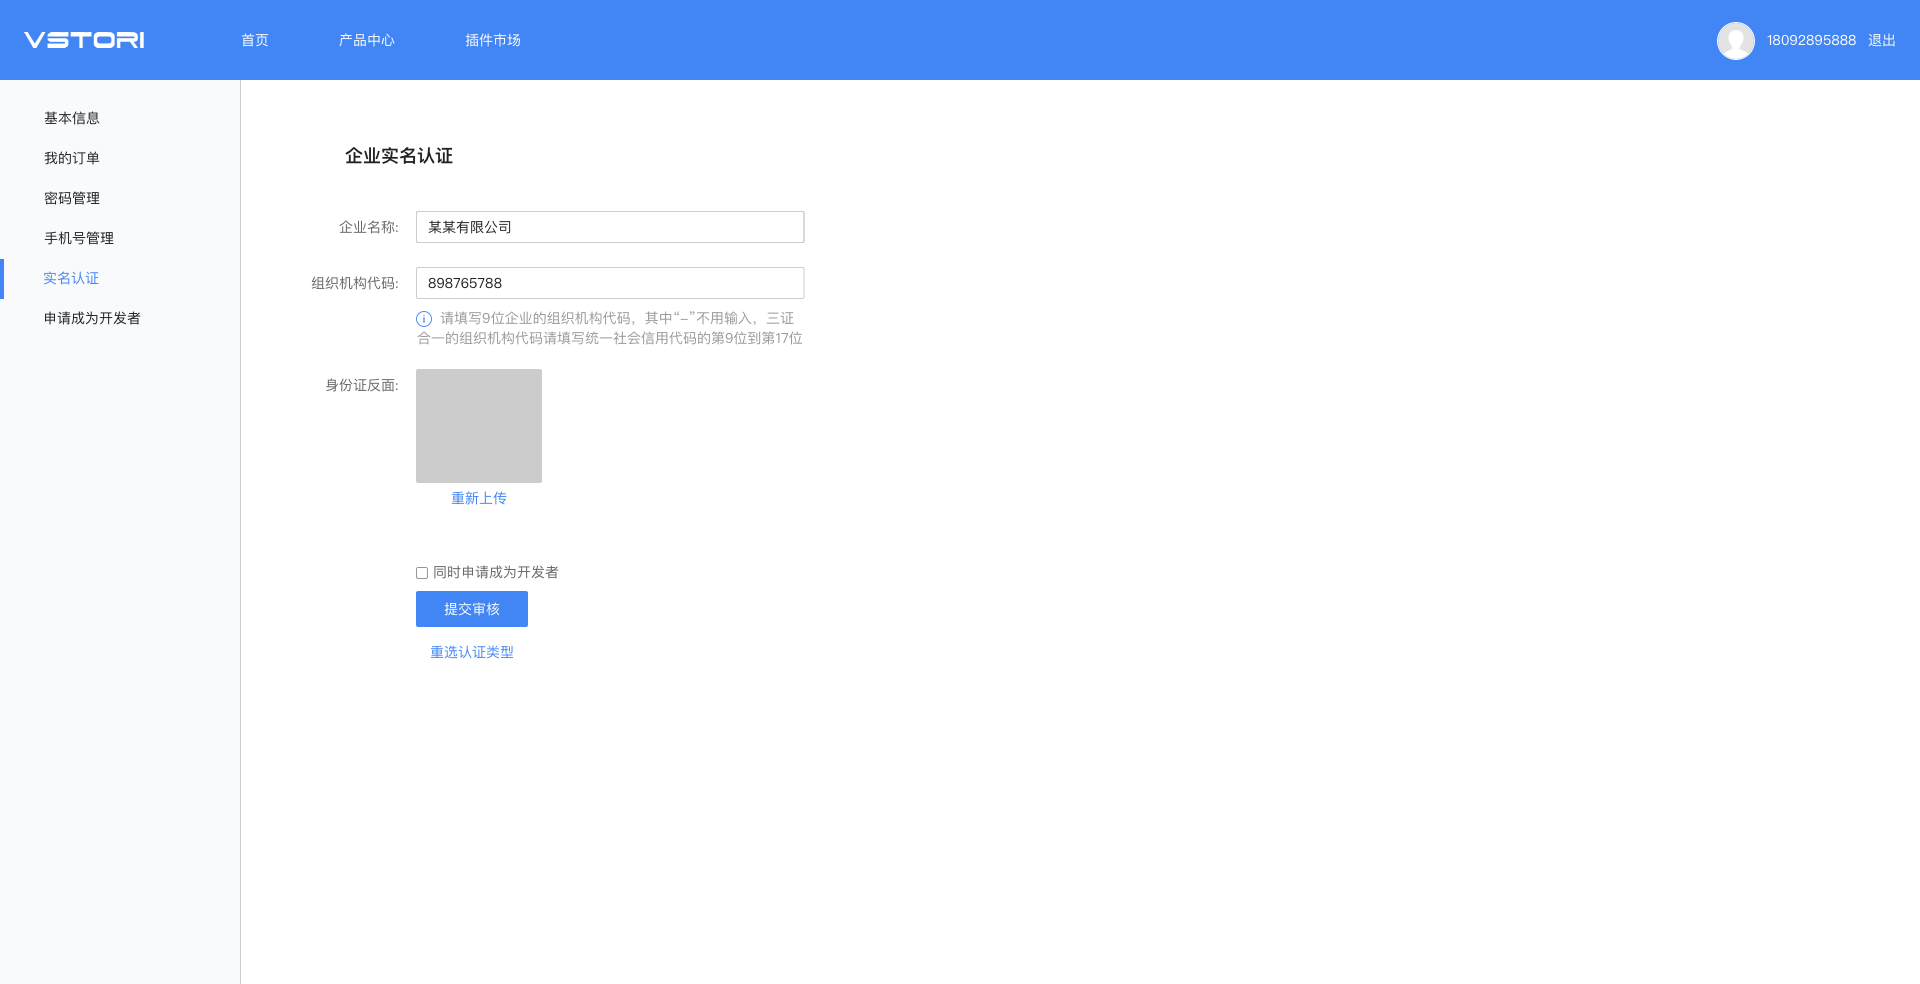 VSTORI
首页
产品中心
插件市场
18092895888
退出
基本信息
我的订单
密码管理
手机号管理
实名认证
申请成为开发者
企业实名认证
企业名称:
某某有限公司
组织机构代码:
898765788
请填写9位企业的组织机构代码，其中“-”不用输入，三证
合一的组织机构代码请填写统一社会信用代码的第9位到第17位
身份证反面:
重新上传
同时申请成为开发者
提交审核
重选认证类型